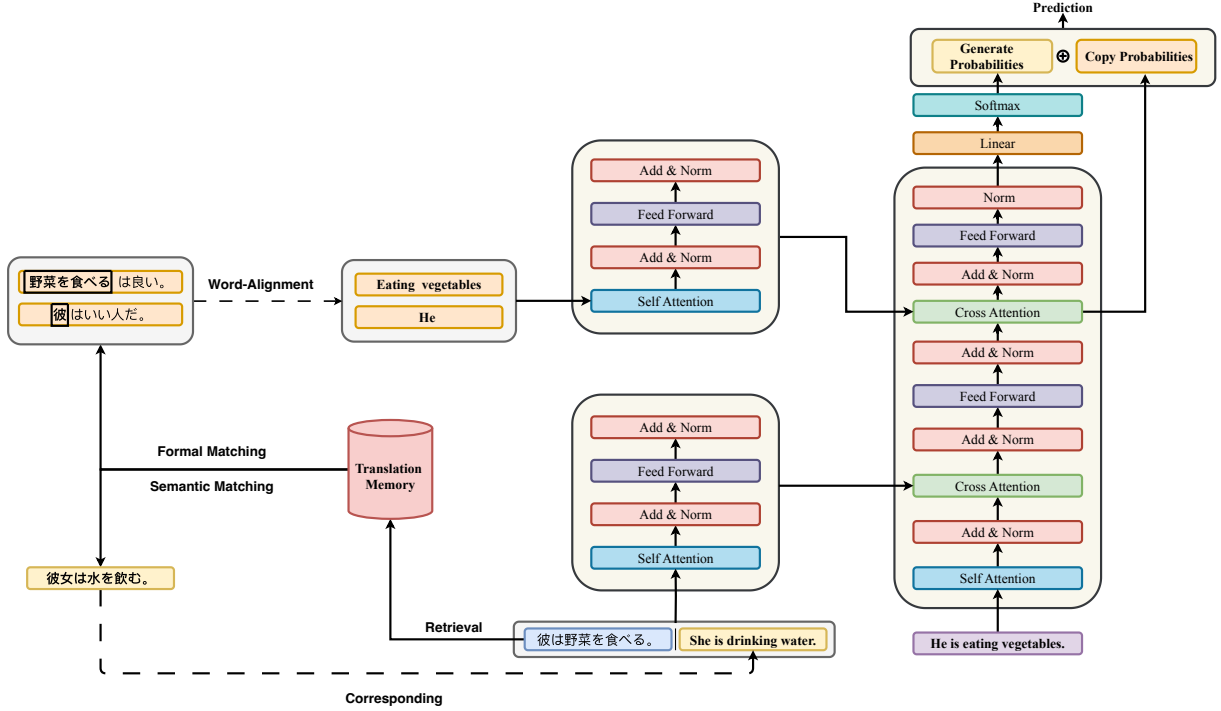 Prediction
Generate
Probabilities
⊕
Copy Probabilities
Softmax
Linear
Norm
Feed Forward
Add & Norm
Cross Attention
Add & Norm
Feed Forward
Add & Norm
Cross Attention
Add & Norm
Self Attention
He is eating vegetables.
Add & Norm
Feed Forward
Add & Norm
Self Attention
野菜を食べる は良い。
彼はいい人だ。
Word-Alignment
Eating vegetables
He
Formal Matching
Semantic Matching
Translation
Memory
Add & Norm
Feed Forward
Add & Norm
Self Attention
彼女は水を飲む。
Retrieval
彼は野菜を食べる。
She is drinking water.
Corresponding